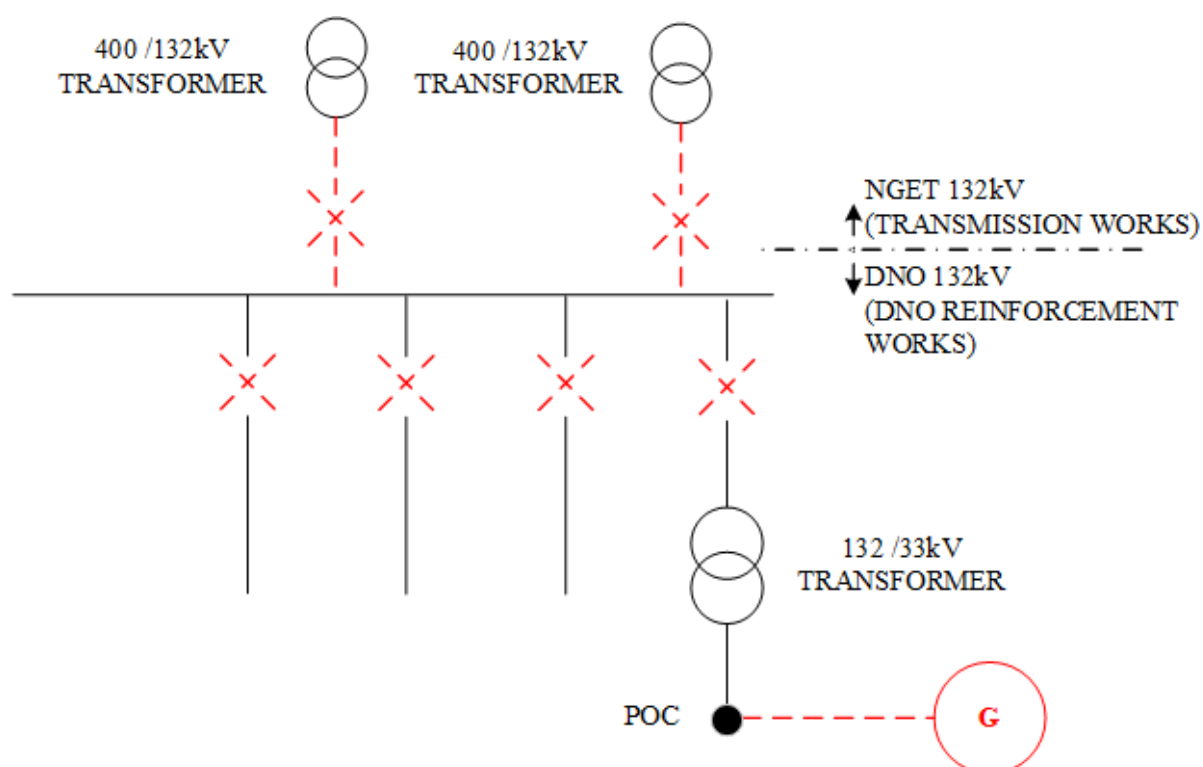 400 /132kV
TRANSFORMER
400 /132kV
TRANSFORMER
NGET 132kV
(TRANSMISSION WORKS)
DNO 132kV
(DNO REINFORCEMENT
WORKS)
132 /33kV
TRANSFORMER
POC
G